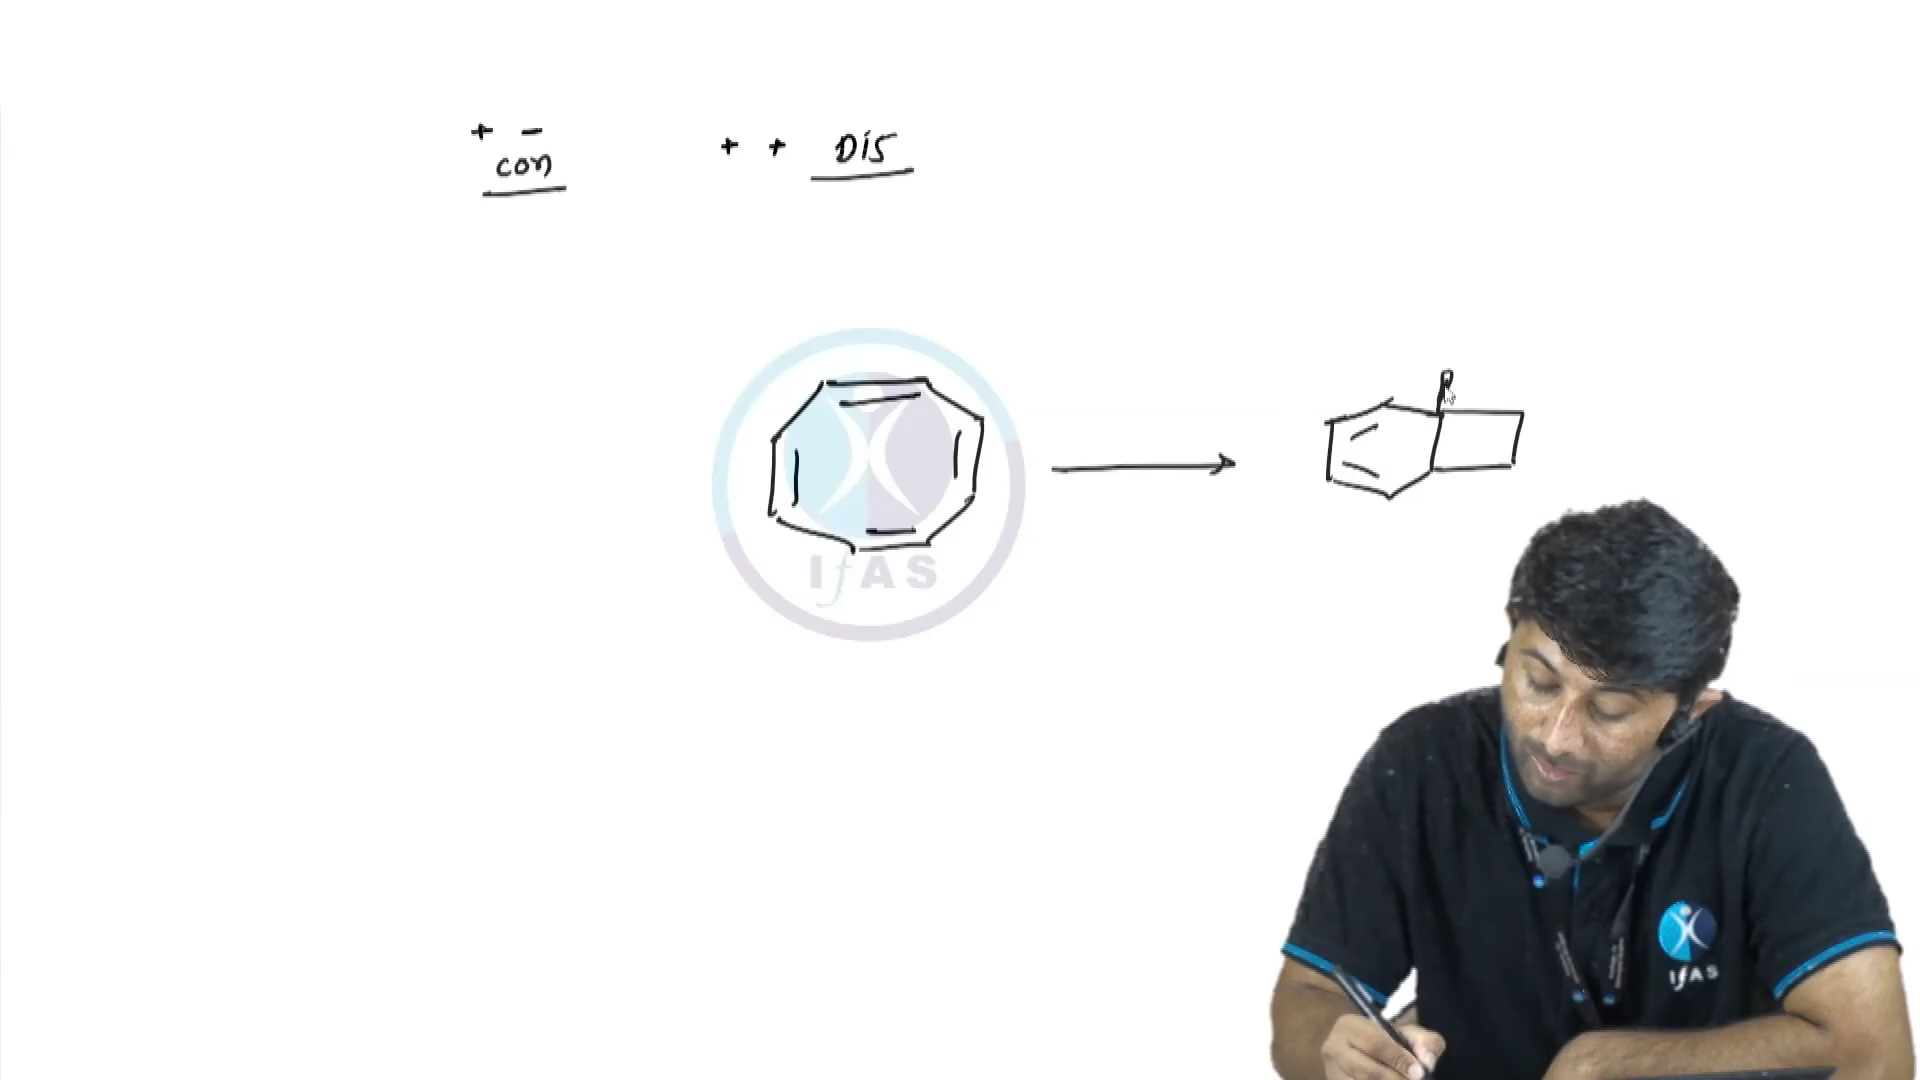 + -
con
+ + Dis
IfAS
IfAS